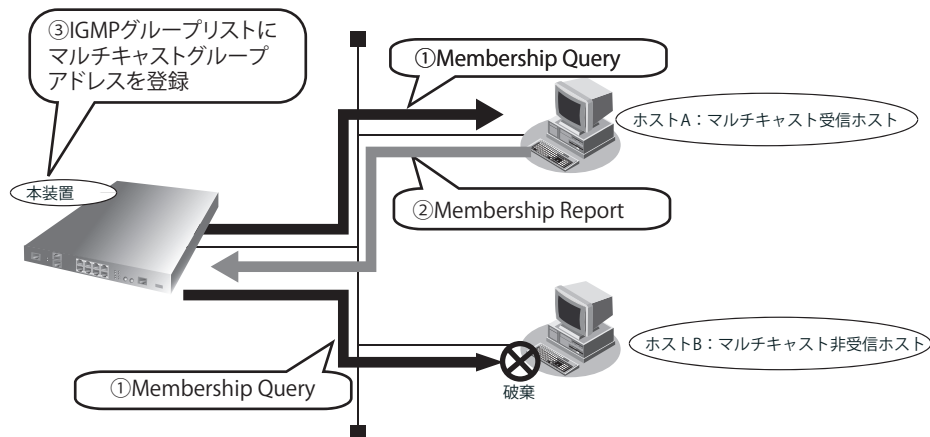 ③IGMPグループリストに
マルチキャストグループ
アドレスを登録
①Membership Query
ホストA：マルチキャスト受信ホスト
本装置
②Membership Report
ホストB：マルチキャスト非受信ホスト
①Membership Query
破棄